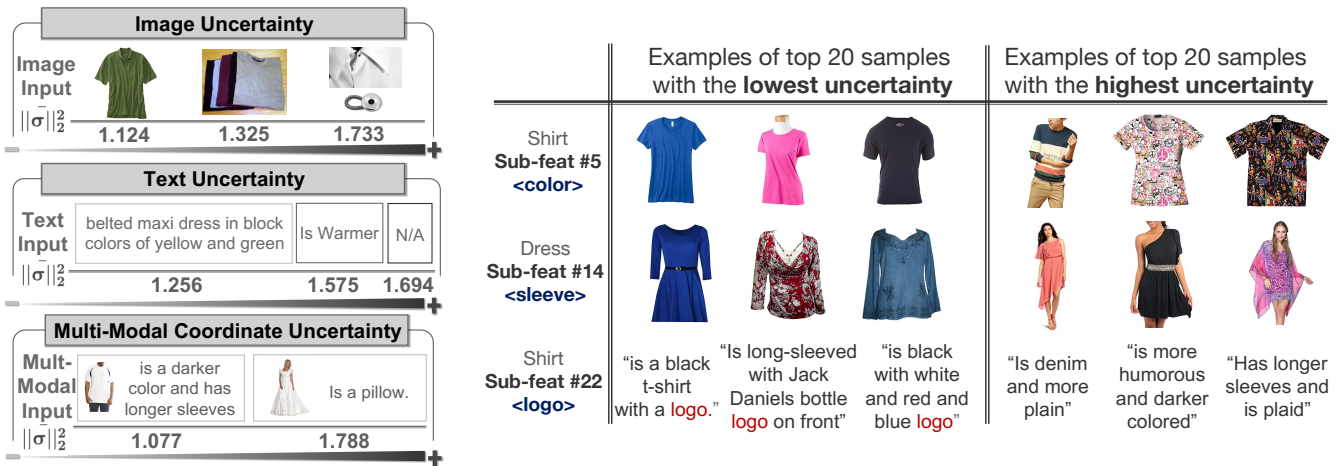 Image Uncertainty
Image
Input
||σ̄||₂²
1.124 1.325 1.733
− +
Text Uncertainty
Text
Input
belted maxi dress in block
colors of yellow and green
Is Warmer
N/A
||σ̄||₂²
1.256 1.575 1.694
− +
Multi-Modal Coordinate Uncertainty
Mult-
Modal
Input
is a darker
color and has
longer sleeves
Is a pillow.
||σ̄||₂²
1.077 1.788
− +
Examples of top 20 samples
with the lowest uncertainty
Examples of top 20 samples
with the highest uncertainty
Shirt
Sub-feat #5
<color>
Dress
Sub-feat #14
<sleeve>
Shirt
Sub-feat #22
<logo>
“is a black
t-shirt
with a logo.”
“Is long-sleeved
with Jack
Daniels bottle
logo on front”
“is black
with white
and red and
blue logo”
“Is denim
and more
plain”
“is more
humorous
and darker
colored”
“Has longer
sleeves and
is plaid”